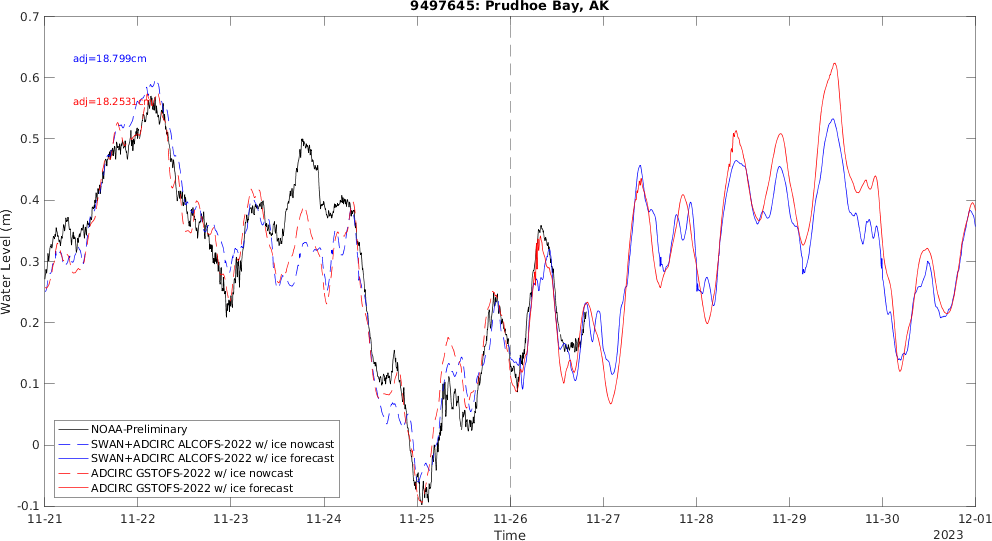 9497645: Prudhoe Bay, AK
0.7
0.6
0.5
0.4
0.3
0.2
0.1
0
-0.1
Water Level (m)
adj=18.799cm
adj=18.2531cm
NOAA-Preliminary
SWAN+ADCIRC ALCOFS-2022 w/ ice nowcast
SWAN+ADCIRC ALCOFS-2022 w/ ice forecast
ADCIRC GSTOFS-2022 w/ ice nowcast
ADCIRC GSTOFS-2022 w/ ice forecast
11-21 11-22 11-23 11-24 11-25 11-26 11-27 11-28 11-29 11-30 12-01
Time
2023